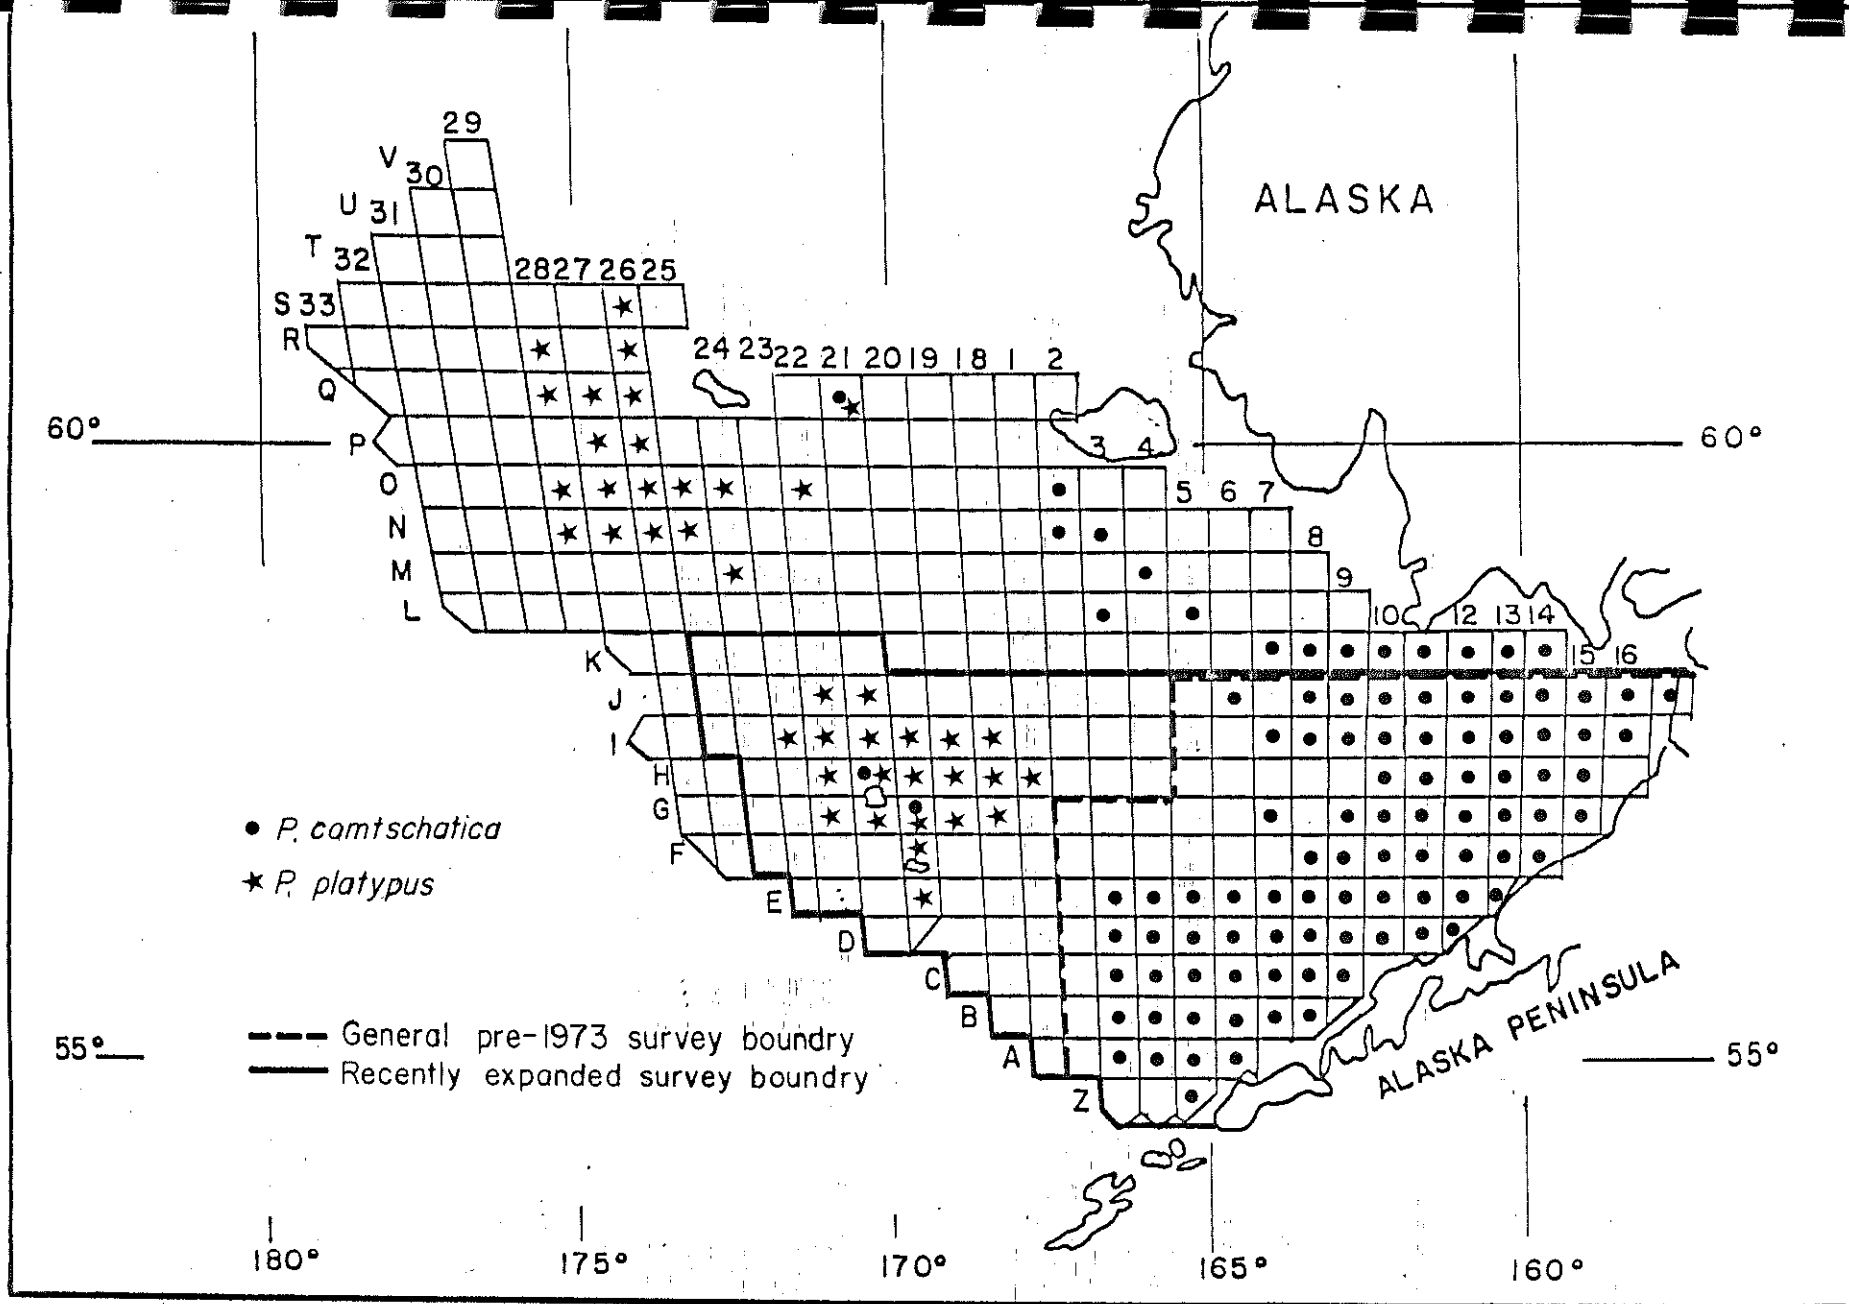 29
V 30
ALASKA
U 31
T 32
28 27 26 25
S 33
R
24 23 22 21 20 19 18 1 2
Q
60° P 3 4 60°
O 5 6 7
N 8
M 9
L 10 12 13 14
K 15 16
J
I
H
G
● P. camtschatica
F
★ P. platypus
E
D
C
ALASKA PENINSULA
B
General pre-1973 survey boundry
55° A 55°
Recently expanded survey boundry
Z
180° 175° 170° 165° 160°